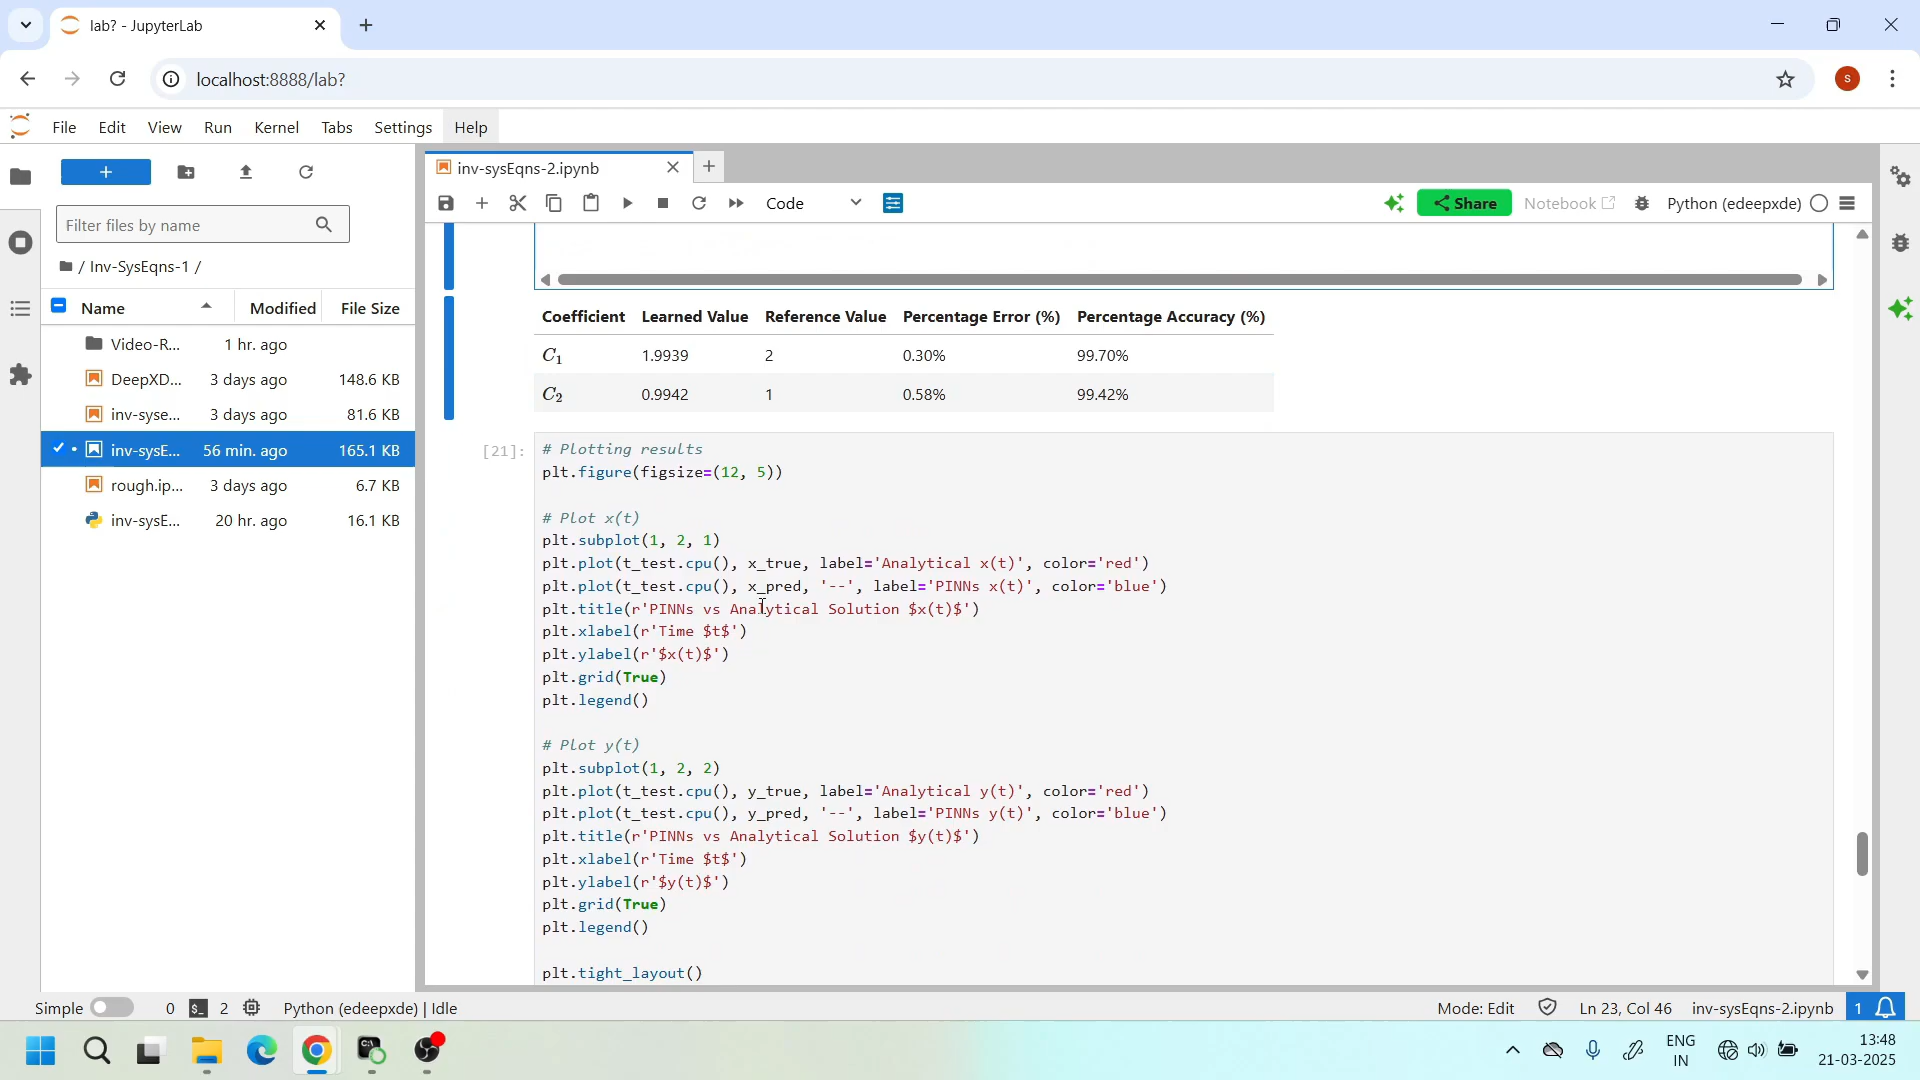 lab? - JupyterLab
localhost:8888/lab?
S
File Edit View Run Kernel Tabs Settings Help
inv-sysEqns-2.ipynb
Filter files by name
Code
Share
Notebook
Python (edeepxde)
/ Inv-SysEqns-1 /
Name Modified File Size
Video-R... 1 hr. ago
DeepXD... 3 days ago 148.6 KB
inv-syse... 3 days ago 81.6 KB
inv-sysE... 56 min. ago 165.1 KB
rough.ip... 3 days ago 6.7 KB
inv-sysE... 20 hr. ago 16.1 KB
Coefficient Learned Value Reference Value Percentage Error (%) Percentage Accuracy (%)
C1 1.9939 2 0.30% 99.70%
C2 0.9942 1 0.58% 99.42%
[21]: # Plotting results
plt.figure(figsize=(12, 5))
# Plot x(t)
plt.subplot(1, 2, 1)
plt.plot(t_test.cpu(), x_true, label='Analytical x(t)', color='red')
plt.plot(t_test.cpu(), x_pred, '--', label='PINNs x(t)', color='blue')
plt.title(r'PINNs vs Analytical Solution $x(t)$')
plt.xlabel(r'Time $t$')
plt.ylabel(r'$x(t)$')
plt.grid(True)
plt.legend()
# Plot y(t)
plt.subplot(1, 2, 2)
plt.plot(t_test.cpu(), y_true, label='Analytical y(t)', color='red')
plt.plot(t_test.cpu(), y_pred, '--', label='PINNs y(t)', color='blue')
plt.title(r'PINNs vs Analytical Solution $y(t)$')
plt.xlabel(r'Time $t$')
plt.ylabel(r'$y(t)$')
plt.grid(True)
plt.legend()
plt.tight_layout()
Simple 0 2 Python (edeepxde) | Idle Mode: Edit Ln 23, Col 46 inv-sysEqns-2.ipynb 1
ENG
IN
13:48
21-03-2025